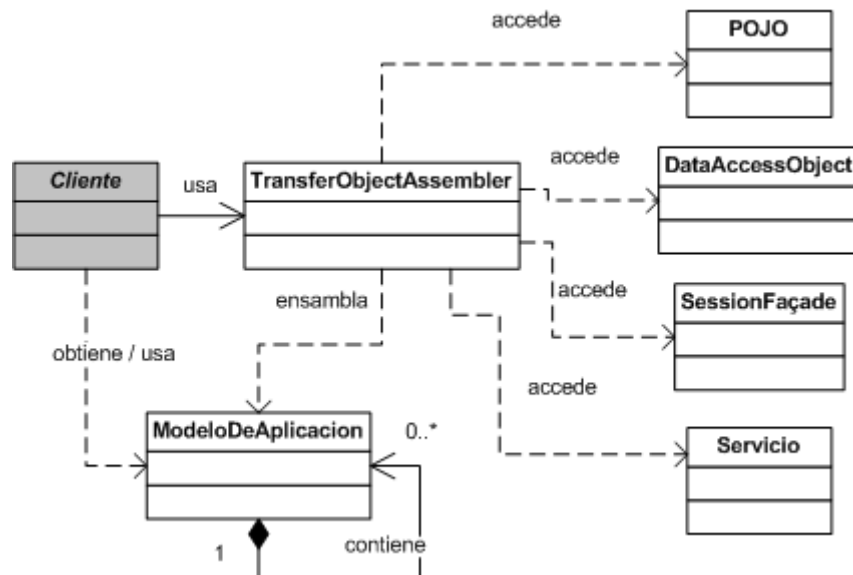 accede
POJO
Cliente
usa
TransferObjectAssembler
accede
DataAccessObject
ensambla
accede
SessionFaçade
obtiene / usa
accede
ModeloDeAplicacion
0..*
Servicio
1
contiene